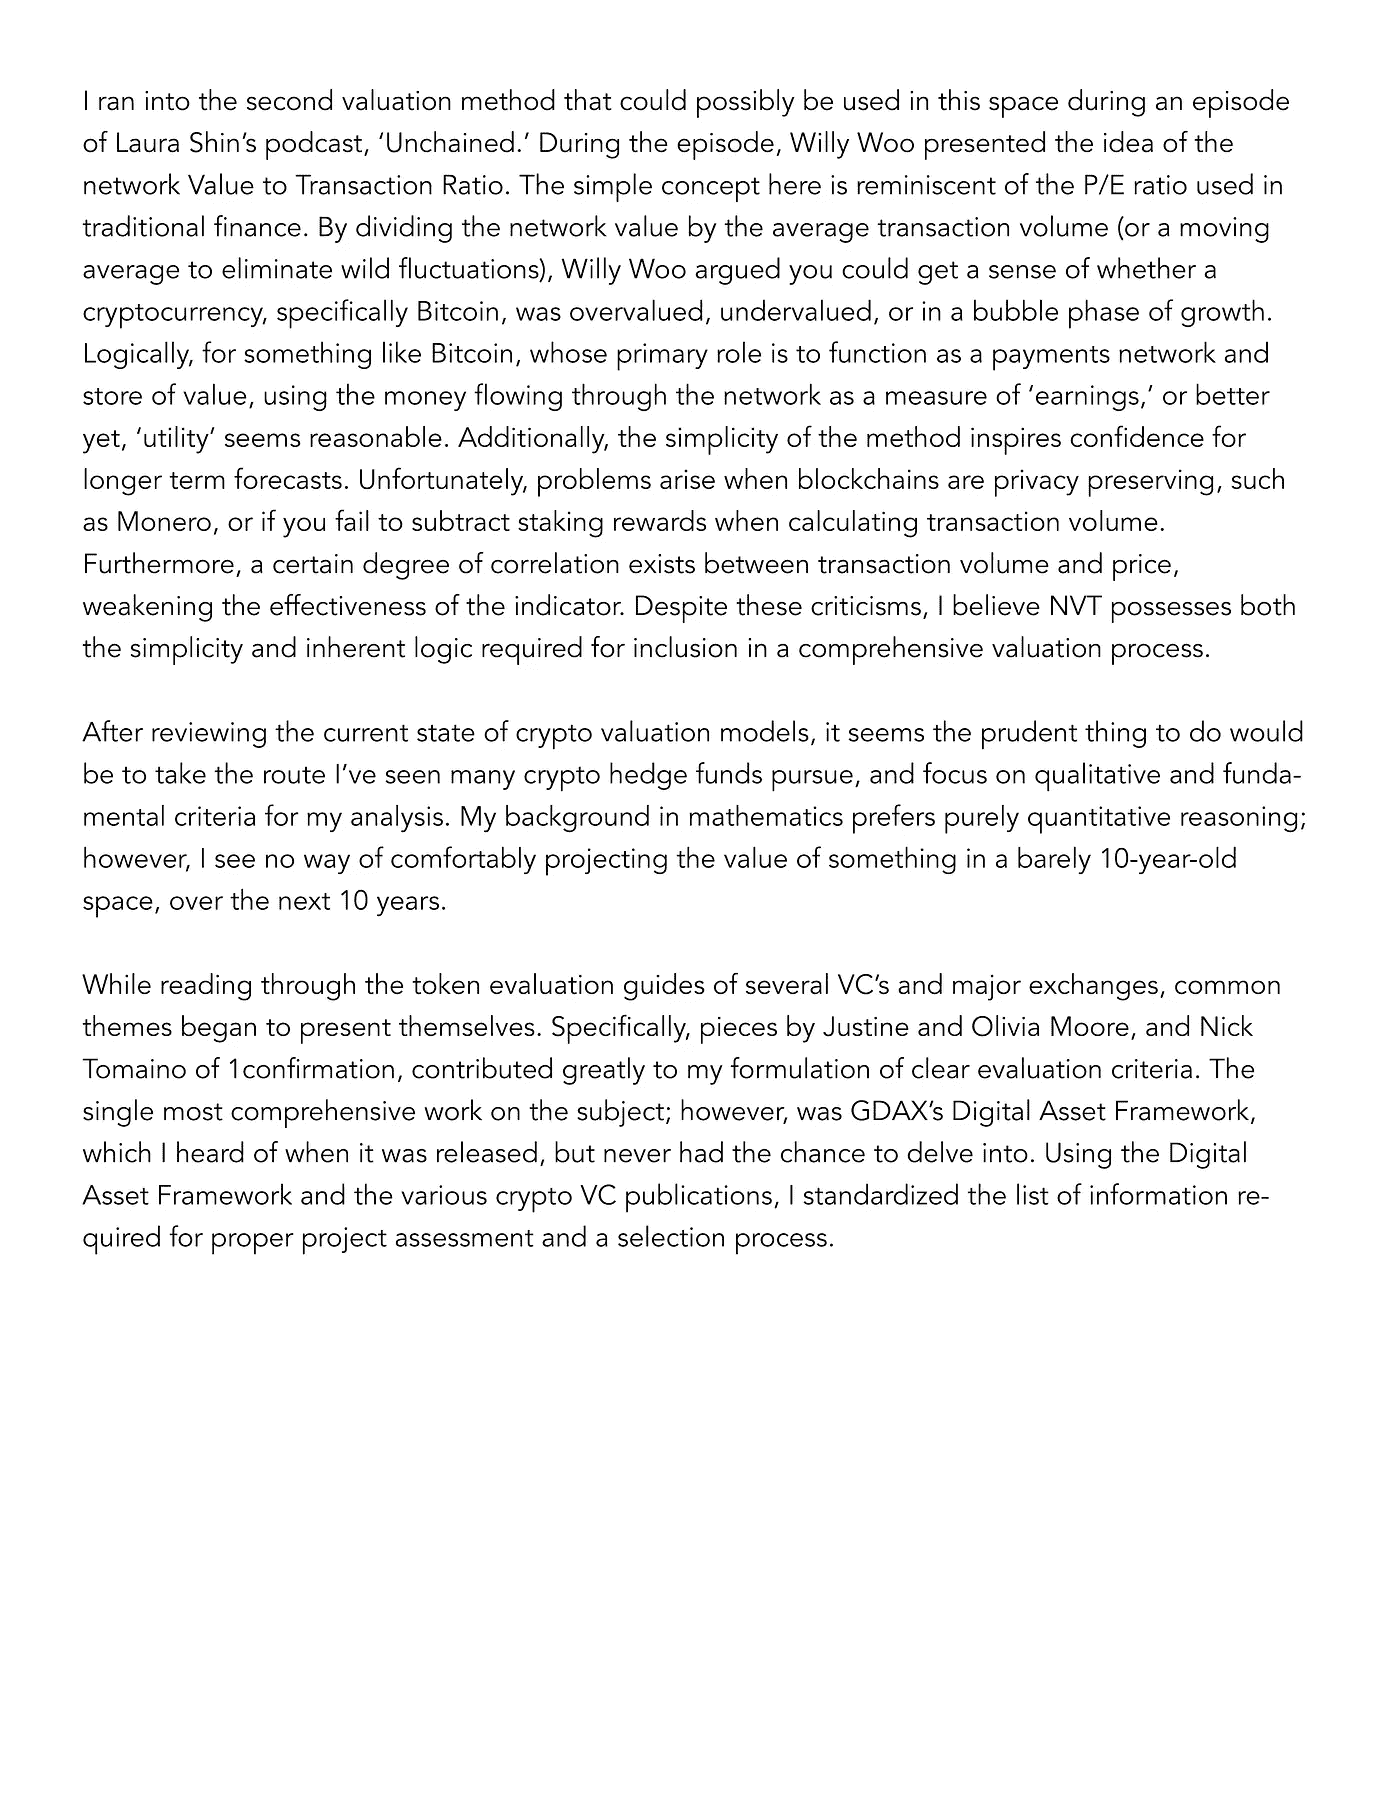 I ran into the second valuation method that could possibly be used in this space during an episode
of Laura Shin’s podcast, ‘Unchained.’ During the episode, Willy Woo presented the idea of the
network Value to Transaction Ratio. The simple concept here is reminiscent of the P/E ratio used in
traditional finance. By dividing the network value by the average transaction volume (or a moving
average to eliminate wild fluctuations), Willy Woo argued you could get a sense of whether a
cryptocurrency, specifically Bitcoin, was overvalued, undervalued, or in a bubble phase of growth.
Logically, for something like Bitcoin, whose primary role is to function as a payments network and
store of value, using the money flowing through the network as a measure of ‘earnings,’ or better
yet, ‘utility’ seems reasonable. Additionally, the simplicity of the method inspires confidence for
longer term forecasts. Unfortunately, problems arise when blockchains are privacy preserving, such
as Monero, or if you fail to subtract staking rewards when calculating transaction volume.
Furthermore, a certain degree of correlation exists between transaction volume and price,
weakening the effectiveness of the indicator. Despite these criticisms, I believe NVT possesses both
the simplicity and inherent logic required for inclusion in a comprehensive valuation process.
After reviewing the current state of crypto valuation models, it seems the prudent thing to do would
be to take the route I’ve seen many crypto hedge funds pursue, and focus on qualitative and funda-
mental criteria for my analysis. My background in mathematics prefers purely quantitative reasoning;
however, I see no way of comfortably projecting the value of something in a barely 10-year-old
space, over the next 10 years.
While reading through the token evaluation guides of several VC’s and major exchanges, common
themes began to present themselves. Specifically, pieces by Justine and Olivia Moore, and Nick
Tomaino of 1confirmation, contributed greatly to my formulation of clear evaluation criteria. The
single most comprehensive work on the subject; however, was GDAX’s Digital Asset Framework,
which I heard of when it was released, but never had the chance to delve into. Using the Digital
Asset Framework and the various crypto VC publications, I standardized the list of information re-
quired for proper project assessment and a selection process.